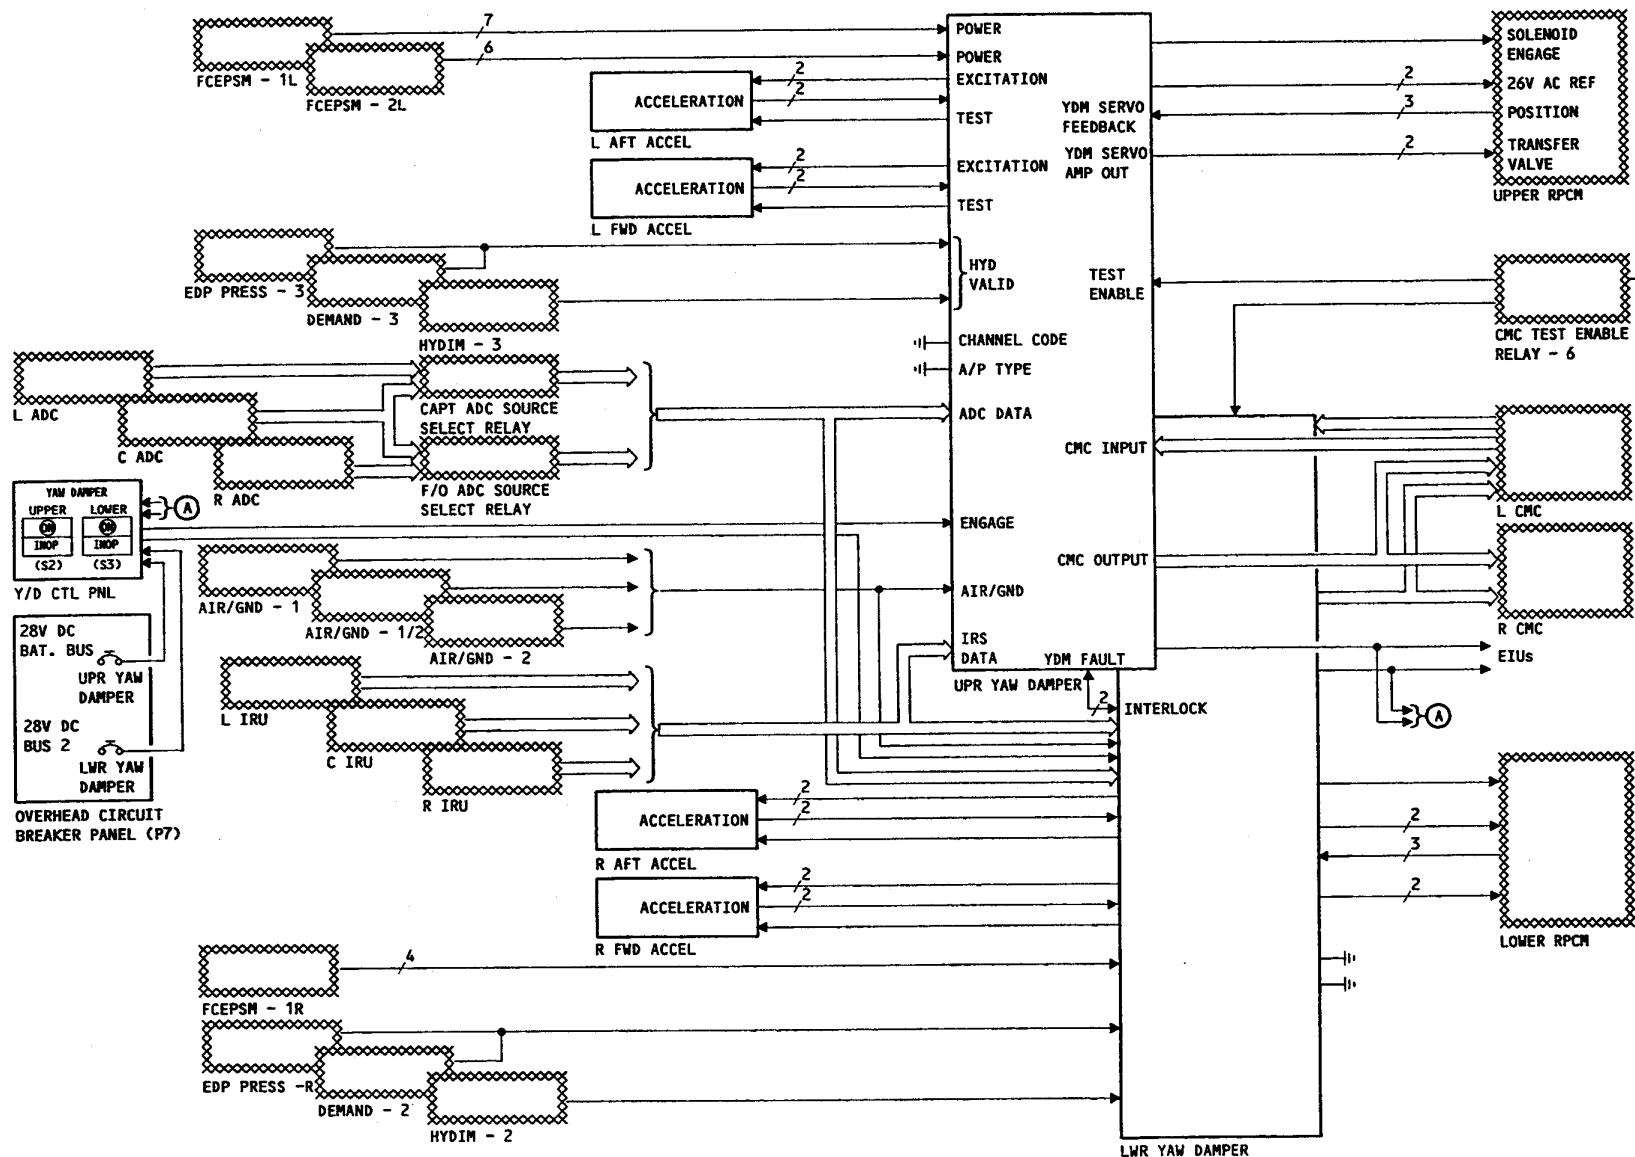 FCEPSM - 1L
FCEPSM - 2L
7
6
POWER
POWER
EXCITATION
2
2
ACCELERATION
TEST
L AFT ACCEL
EXCITATION
2
2
ACCELERATION
TEST
L FWD ACCEL
YDM SERVO
FEEDBACK
YDM SERVO
AMP OUT
SOLENOID
ENGAGE
2
26V AC REF
3
POSITION
2
TRANSFER
VALVE
UPPER RPCM
EDP PRESS - 3
DEMAND - 3
HYDIM - 3
HYD
VALID
TEST
ENABLE
CMC TEST ENABLE
RELAY - 6
CHANNEL CODE
A/P TYPE
L ADC
C ADC
R ADC
CAPT ADC SOURCE
SELECT RELAY
F/O ADC SOURCE
SELECT RELAY
ADC DATA
CMC INPUT
L CMC
YAW DAMPER
UPPER LOWER
ON ON
INOP INOP
(S2) (S3)
A
Y/D CTL PNL
ENGAGE
CMC OUTPUT
R CMC
AIR/GND - 1
AIR/GND - 1/2
AIR/GND - 2
AIR/GND
28V DC
BAT. BUS
UPR YAW
DAMPER
28V DC
BUS 2
LWR YAW
DAMPER
OVERHEAD CIRCUIT
BREAKER PANEL (P7)
L IRU
C IRU
R IRU
IRS
DATA
YDM FAULT
UPR YAW DAMPER
2
INTERLOCK
EIUs
A
2
2
ACCELERATION
R AFT ACCEL
2
2
ACCELERATION
R FWD ACCEL
2
3
2
LOWER RPCM
4
FCEPSM - 1R
EDP PRESS -R
DEMAND - 2
HYDIM - 2
LWR YAW DAMPER